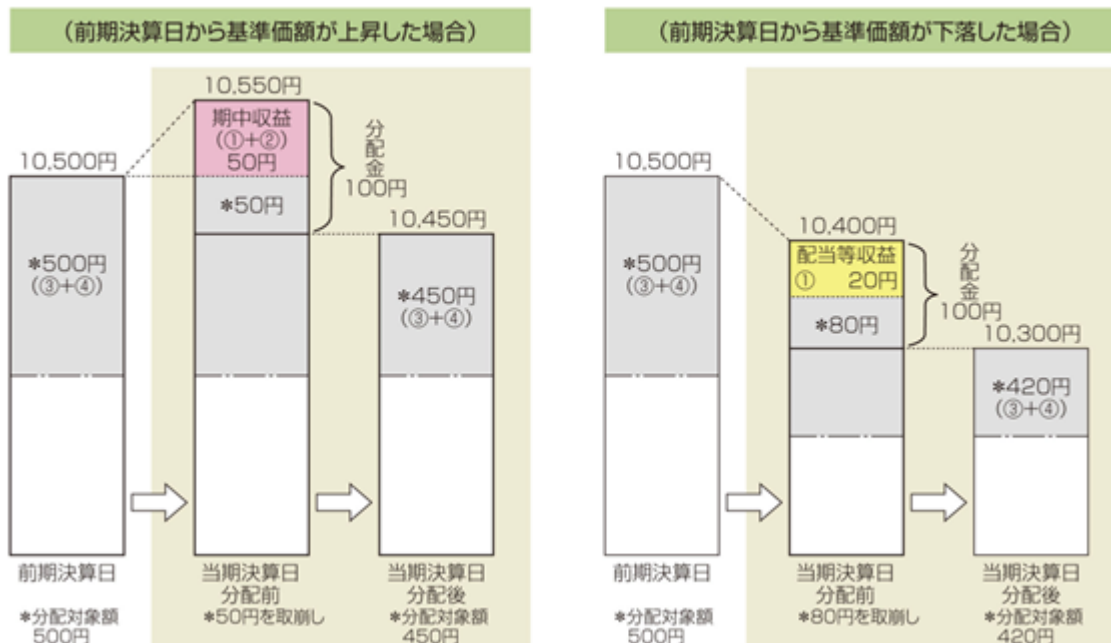 (前期決算日から基準価額が上昇した場合)
10,550円
期中収益
(①+②)
50円
分配金
100円
10,500円
*50円
10,450円
*500円
(③+④)
*450円
(③+④)
前期決算日
*分配対象額
500円
当期決算日
分配前
*50円を取崩し
当期決算日
分配後
*分配対象額
450円
(前期決算日から基準価額が下落した場合)
10,500円
10,400円
配当等収益
① 20円
分配金
100円
*500円
(③+④)
*80円
10,300円
*420円
(③+④)
前期決算日
*分配対象額
500円
当期決算日
分配前
*80円を取崩し
当期決算日
分配後
*分配対象額
420円